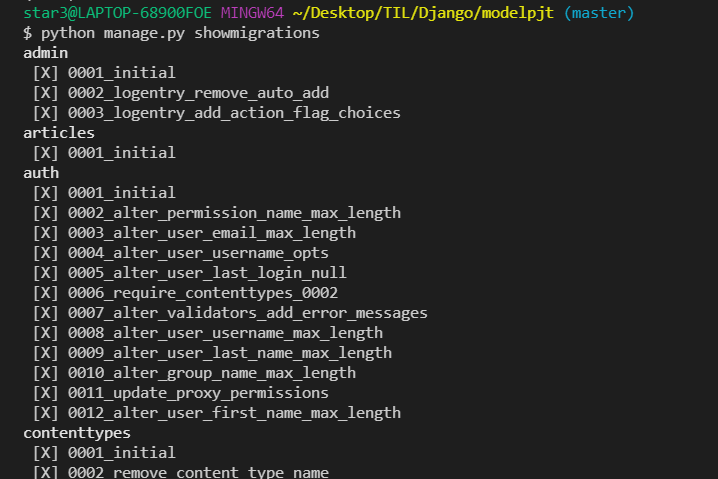 star3@LAPTOP-68900FOE MINGW64 ~/Desktop/TIL/Django/modelpjt (master)
$ python manage.py showmigrations
admin
[X] 0001_initial
[X] 0002_logentry_remove_auto_add
[X] 0003_logentry_add_action_flag_choices
articles
[X] 0001_initial
auth
[X] 0001_initial
[X] 0002_alter_permission_name_max_length
[X] 0003_alter_user_email_max_length
[X] 0004_alter_user_username_opts
[X] 0005_alter_user_last_login_null
[X] 0006_require_contenttypes_0002
[X] 0007_alter_validators_add_error_messages
[X] 0008_alter_user_username_max_length
[X] 0009_alter_user_last_name_max_length
[X] 0010_alter_group_name_max_length
[X] 0011_update_proxy_permissions
[X] 0012_alter_user_first_name_max_length
contenttypes
[X] 0001_initial
[X] 0002_remove_content_type_name